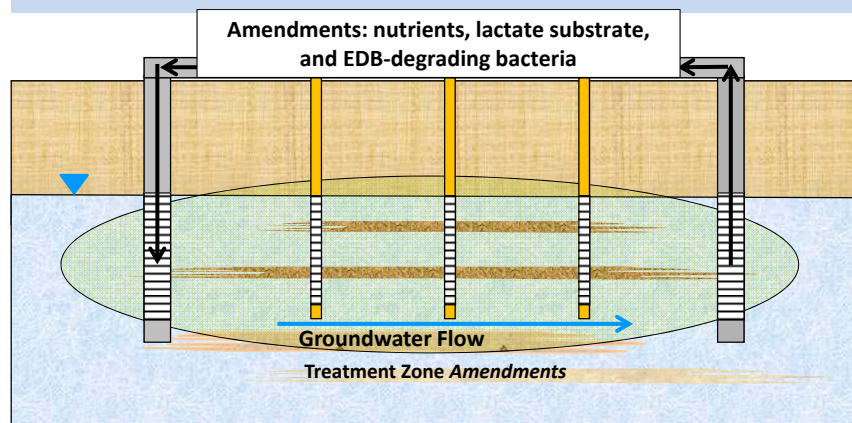 Amendments: nutrients, lactate substrate,
and EDB-degrading bacteria
Groundwater Flow
Treatment Zone Amendments